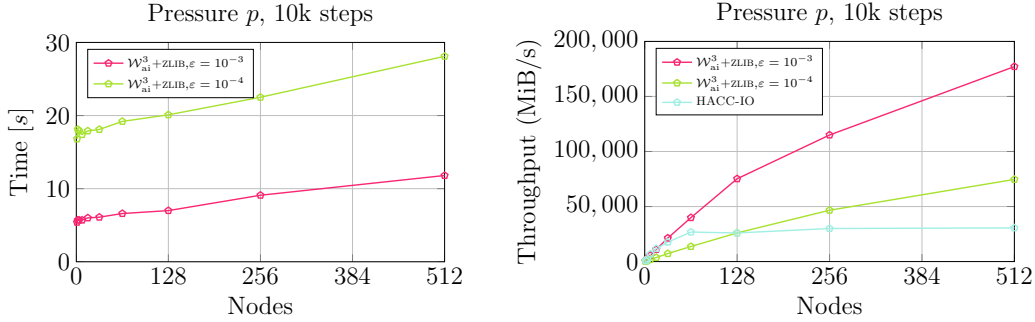 Pressure p, 10k steps
30
20
10
0
Time [s]
𝒲³ₐᵢ+ZLIB,ε = 10⁻³
𝒲³ₐᵢ+ZLIB,ε = 10⁻⁴
0 128 256 384 512
Nodes
Pressure p, 10k steps
200,000
150,000
100,000
50,000
0
Throughput (MiB/s)
𝒲³ₐᵢ+ZLIB,ε = 10⁻³
𝒲³ₐᵢ+ZLIB,ε = 10⁻⁴
HACC-IO
0 128 256 384 512
Nodes